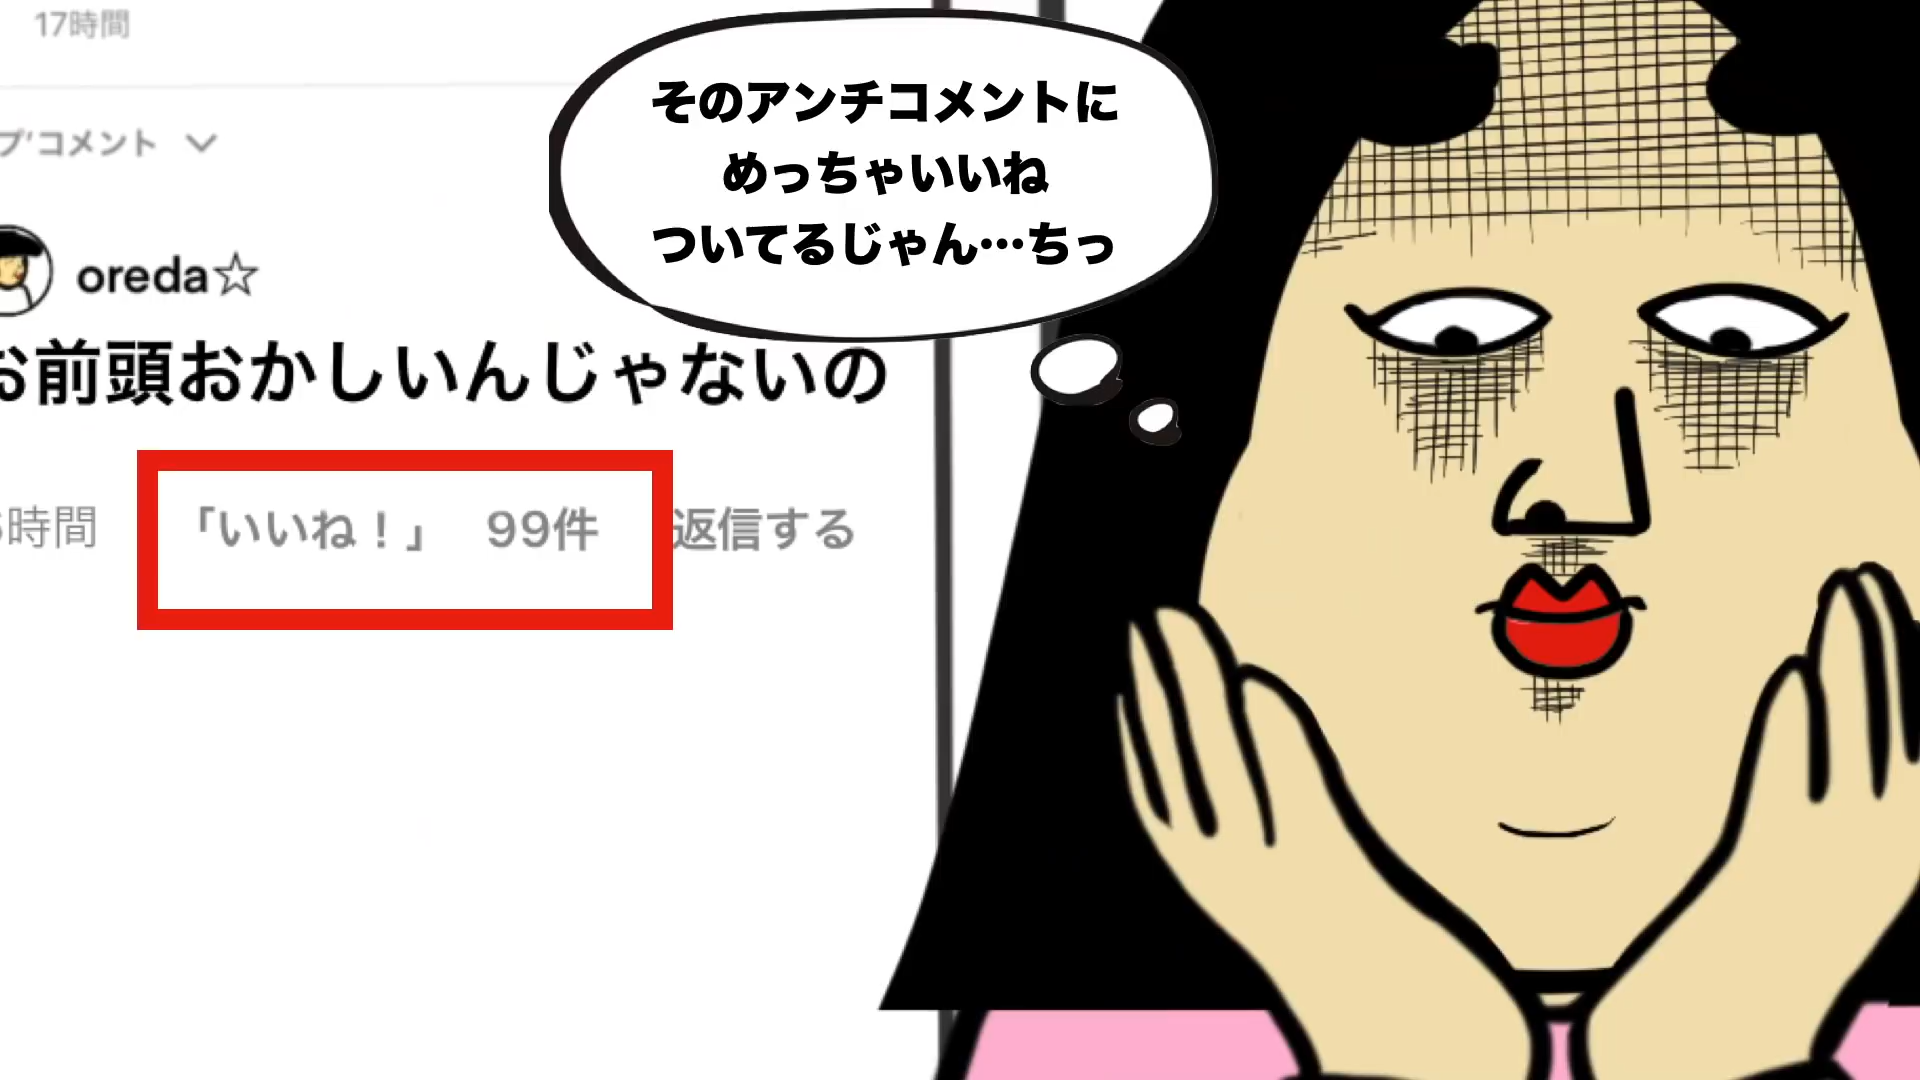 17時間
そのアンチコメントに
めっちゃいいね
ついてるじゃん…ちっ
プ'コメント
oreda☆
お前頭おかしいんじゃないの
時間 「いいね！」 99件 返信する